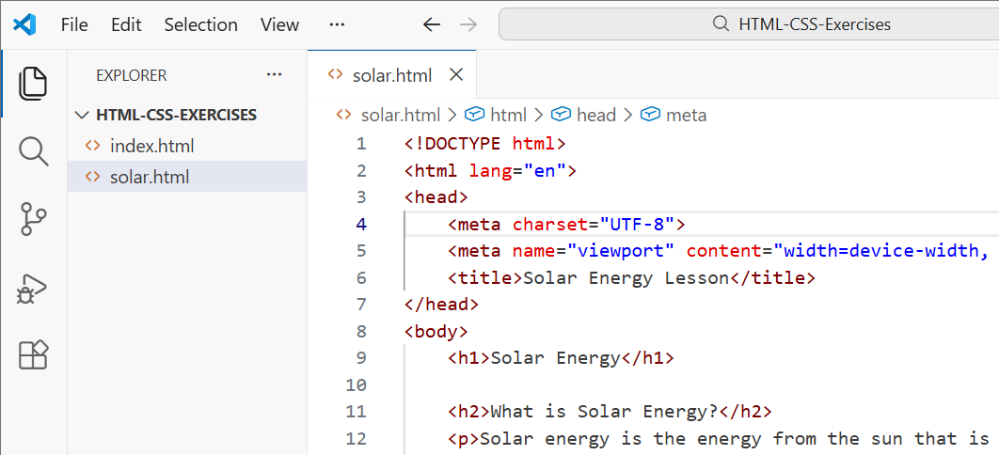 File Edit Selection View ··· HTML-CSS-Exercises
EXPLORER ···
HTML-CSS-EXERCISES
index.html
solar.html
solar.html
solar.html > html > head > meta
1 <!DOCTYPE html>
2 <html lang="en">
3 <head>
4 <meta charset="UTF-8">
5 <meta name="viewport" content="width=device-width,
6 <title>Solar Energy Lesson</title>
7 </head>
8 <body>
9 <h1>Solar Energy</h1>
10
11 <h2>What is Solar Energy?</h2>
12 <p>Solar energy is the energy from the sun that is